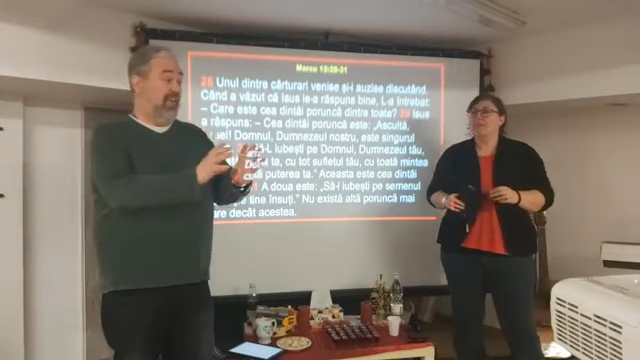 Marcu 12:28-31
28 Unul dintre cărturari venise și-i auzise discutând.
Când a văzut că Isus le-a răspuns bine, L-a întrebat:
– Care este cea dintâi poruncă dintre toate? 29 Isus
a răspuns: – Cea dintâi poruncă este: „Ascultă,
Domnul, Dumnezeul nostru, este singurul
iubești pe Domnul, Dumnezeul tău,
ta, cu tot sufletul tău, cu toată mintea
puterea ta.” Aceasta este cea dintâi
A doua este: „Să-l iubești pe semenul
tine însuți.” Nu există altă poruncă mai
decât acestea.